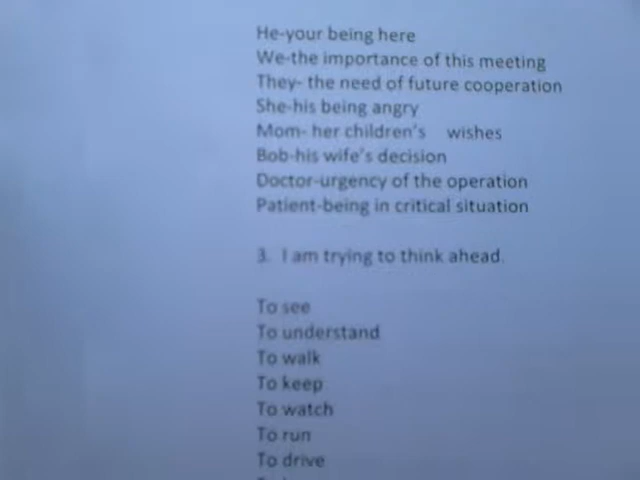 He-your being here
We-the importance of this meeting
They- the need of future cooperation
She-his being angry
Mom- her children's wishes
Bob-his wife's decision
Doctor-urgency of the operation
Patient-being in critical situation
3. I am trying to think ahead.
To see
To understand
To walk
To keep
To watch
To run
To drive